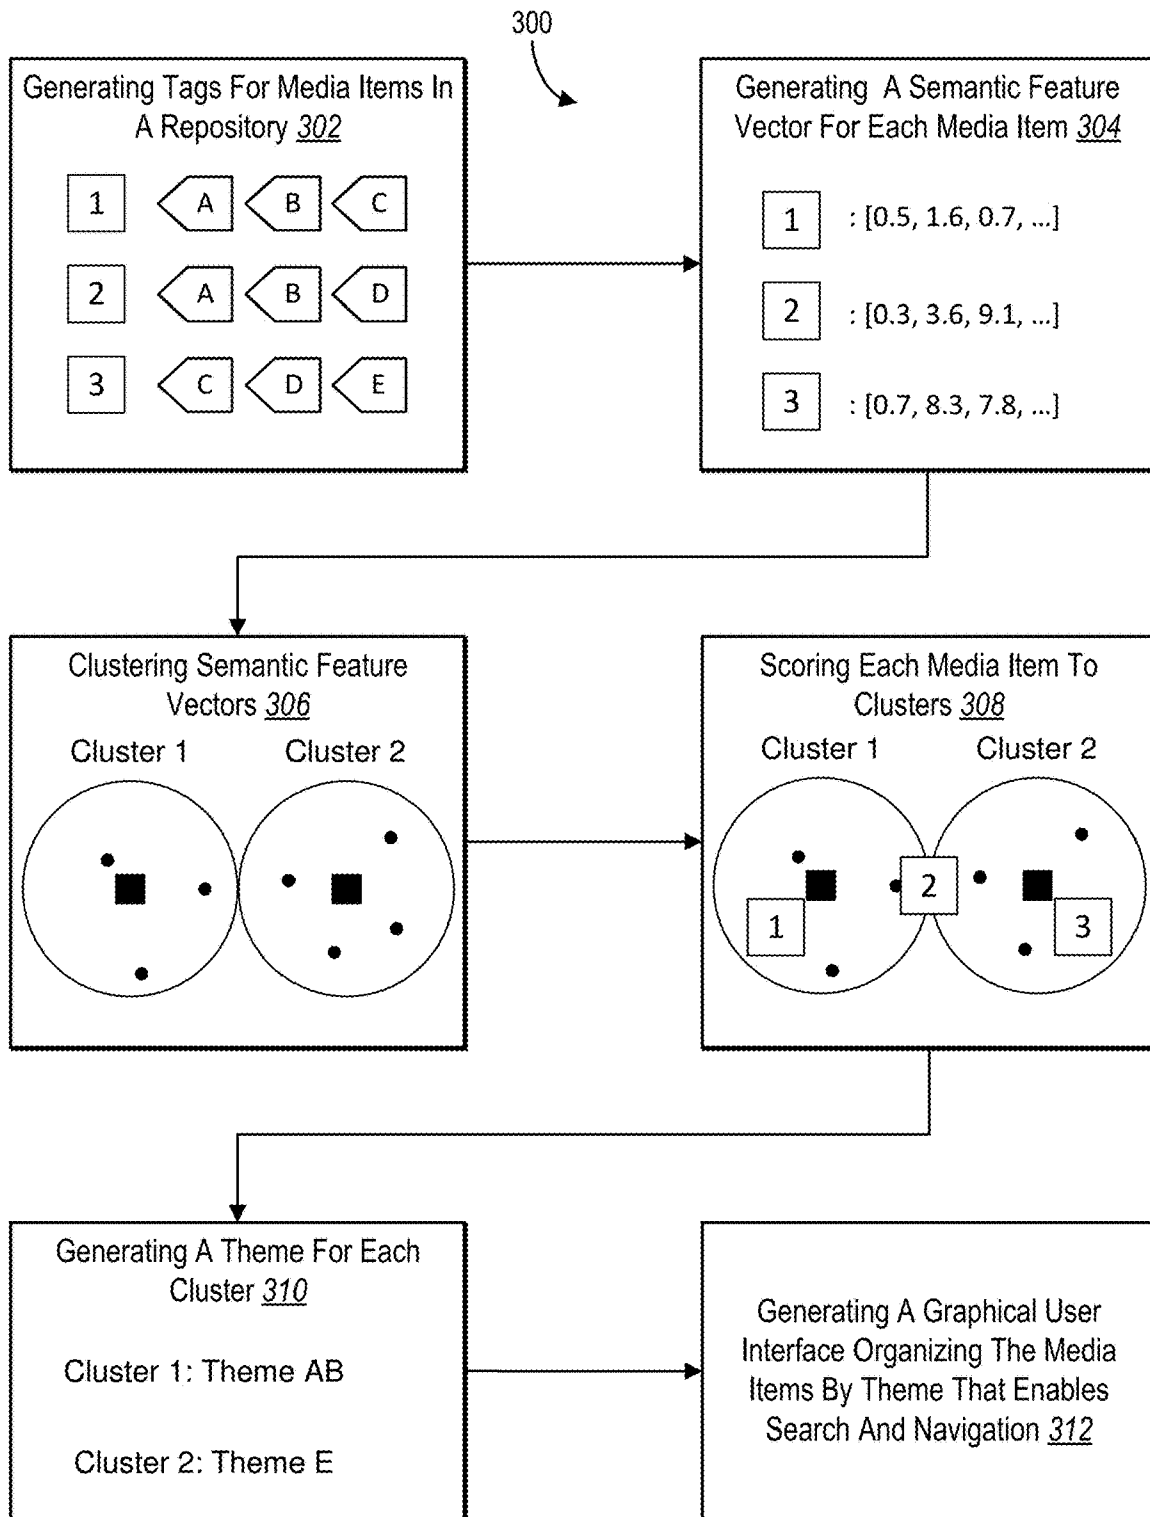 300
Generating Tags For Media Items In
A Repository 302
1 A B C
2 A B D
3 C D E
Generating A Semantic Feature
Vector For Each Media Item 304
1 : [0.5, 1.6, 0.7, ...]
2 : [0.3, 3.6, 9.1, ...]
3 : [0.7, 8.3, 7.8, ...]
Clustering Semantic Feature
Vectors 306
Cluster 1 Cluster 2
Scoring Each Media Item To
Clusters 308
Cluster 1 Cluster 2
1 2 3
Generating A Theme For Each
Cluster 310
Cluster 1: Theme AB
Cluster 2: Theme E
Generating A Graphical User
Interface Organizing The Media
Items By Theme That Enables
Search And Navigation 312